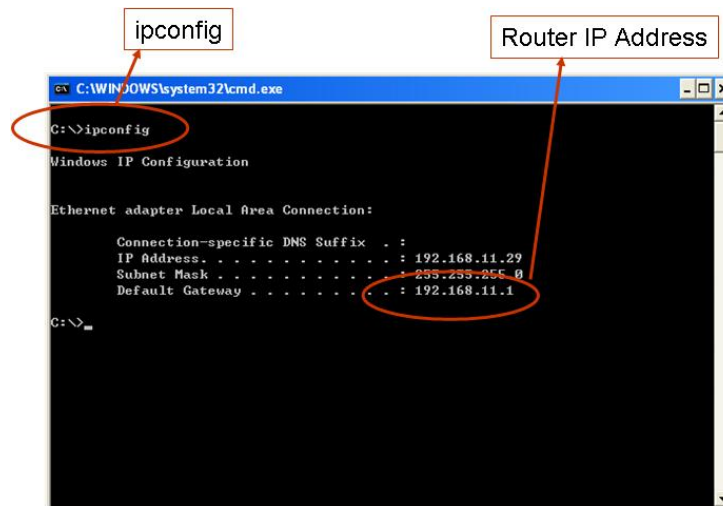 ipconfig
Router IP Address
C:\WINDOWS\system32\cmd.exe
C:\>ipconfig
Windows IP Configuration
Ethernet adapter Local Area Connection:
Connection-specific DNS Suffix . :
IP Address. . . . . . . . . . . . : 192.168.11.29
Subnet Mask . . . . . . . . . . . : 255.255.255.0
Default Gateway . . . . . . . . . : 192.168.11.1
C:\>_